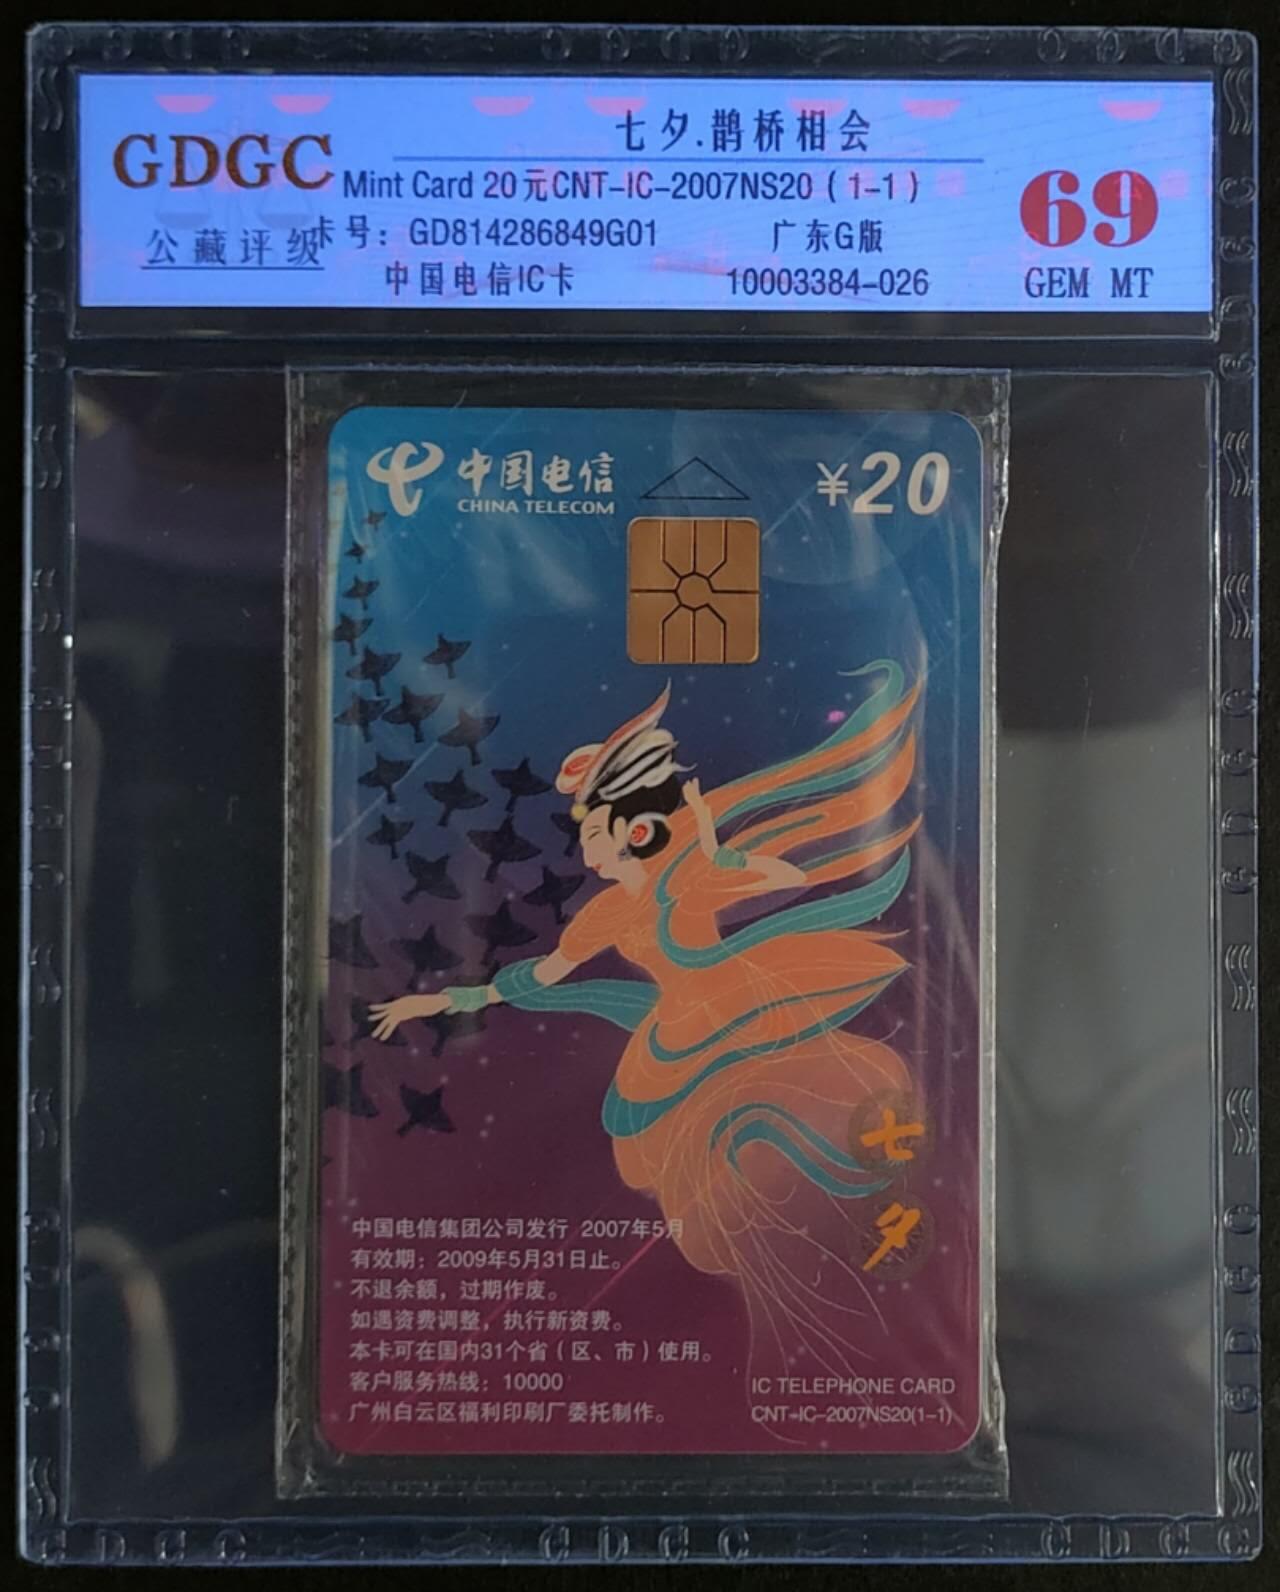 七夕.鹊桥相会
GDGC
Mint Card 20元CNT-IC-2007NS20（1-1）
69
公藏评级
卡号：GD814286849G01
广东G版
中国电信IC卡
10003384-026
GEM MT
中国电信
CHINA TELECOM
¥20
七
夕
中国电信集团公司发行 2007年5月
有效期：2009年5月31日止。
不退余额，过期作废。
如遇资费调整，执行新资费。
本卡可在国内31个省（区、市）使用。
客户服务热线：10000
广州白云区福利印刷厂委托制作。
IC TELEPHONE CARD
CNT-IC-2007NS20(1-1)